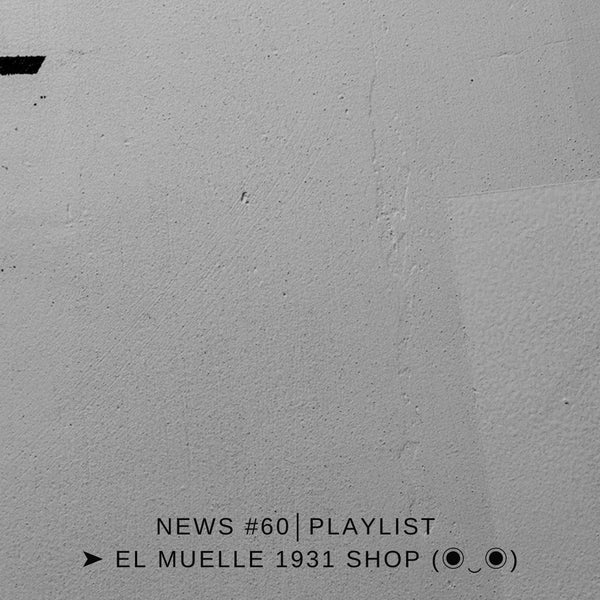 NEWS #60│PLAYLIST
➤ EL MUELLE 1931 SHOP (◉‿◉)